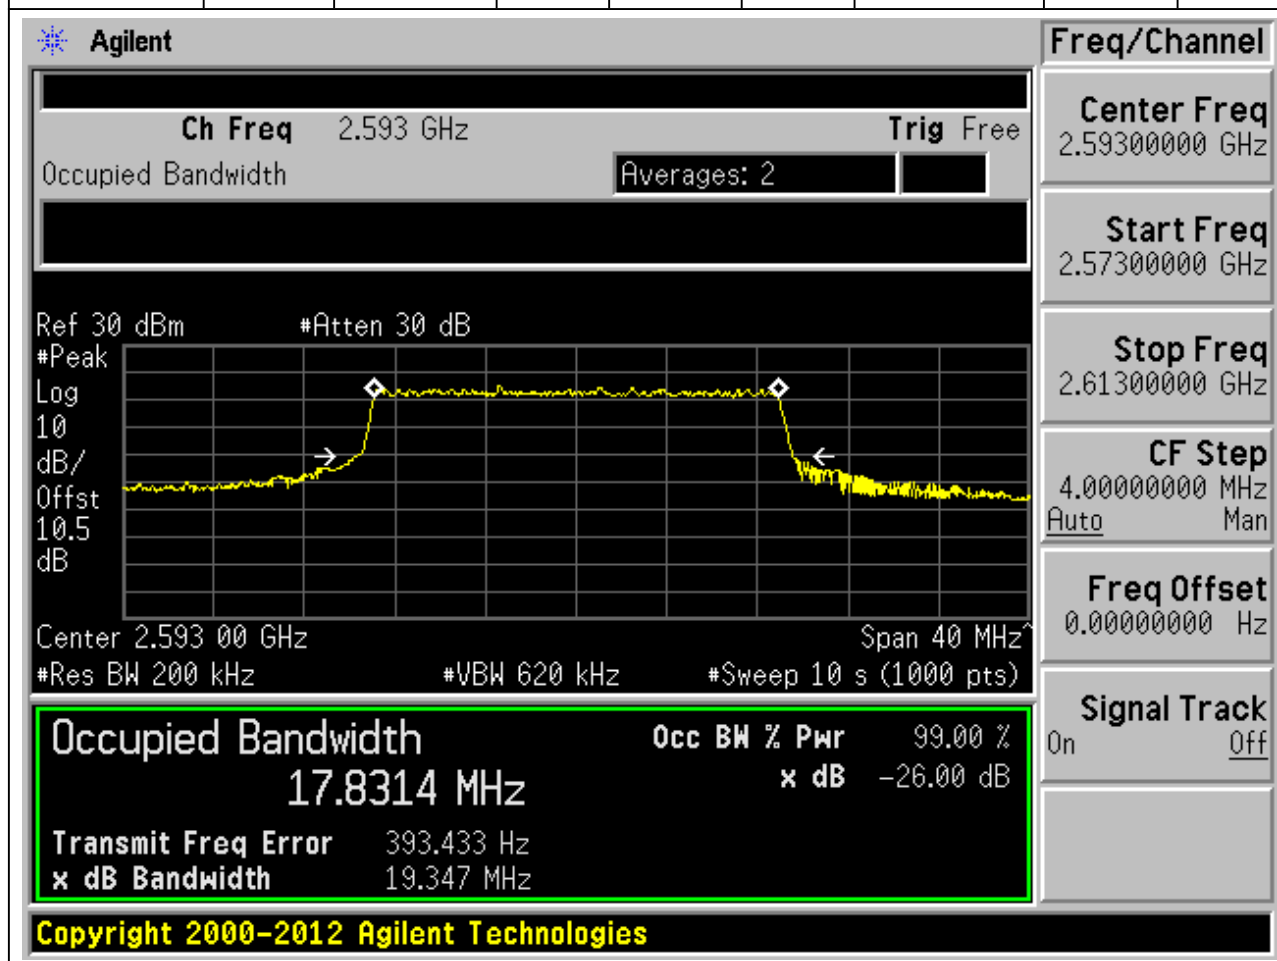 Agilent
Freq/Channel
Ch Freq 2.593 GHz Trig Free
Occupied Bandwidth Averages: 2
Center Freq
2.59300000 GHz
Start Freq
2.57300000 GHz
Stop Freq
2.61300000 GHz
CF Step
4.00000000 MHz
Auto Man
Freq Offset
0.00000000 Hz
Signal Track
On Off
Ref 30 dBm #Atten 30 dB
#Peak
Log
10
dB/
Offst
10.5
dB
Center 2.593 00 GHz Span 40 MHz^
#Res BW 200 kHz #VBW 620 kHz #Sweep 10 s (1000 pts)
Occupied Bandwidth
17.8314 MHz
Occ BW % Pwr 99.00 %
x dB -26.00 dB
Transmit Freq Error 393.433 Hz
x dB Bandwidth 19.347 MHz
Copyright 2000-2012 Agilent Technologies